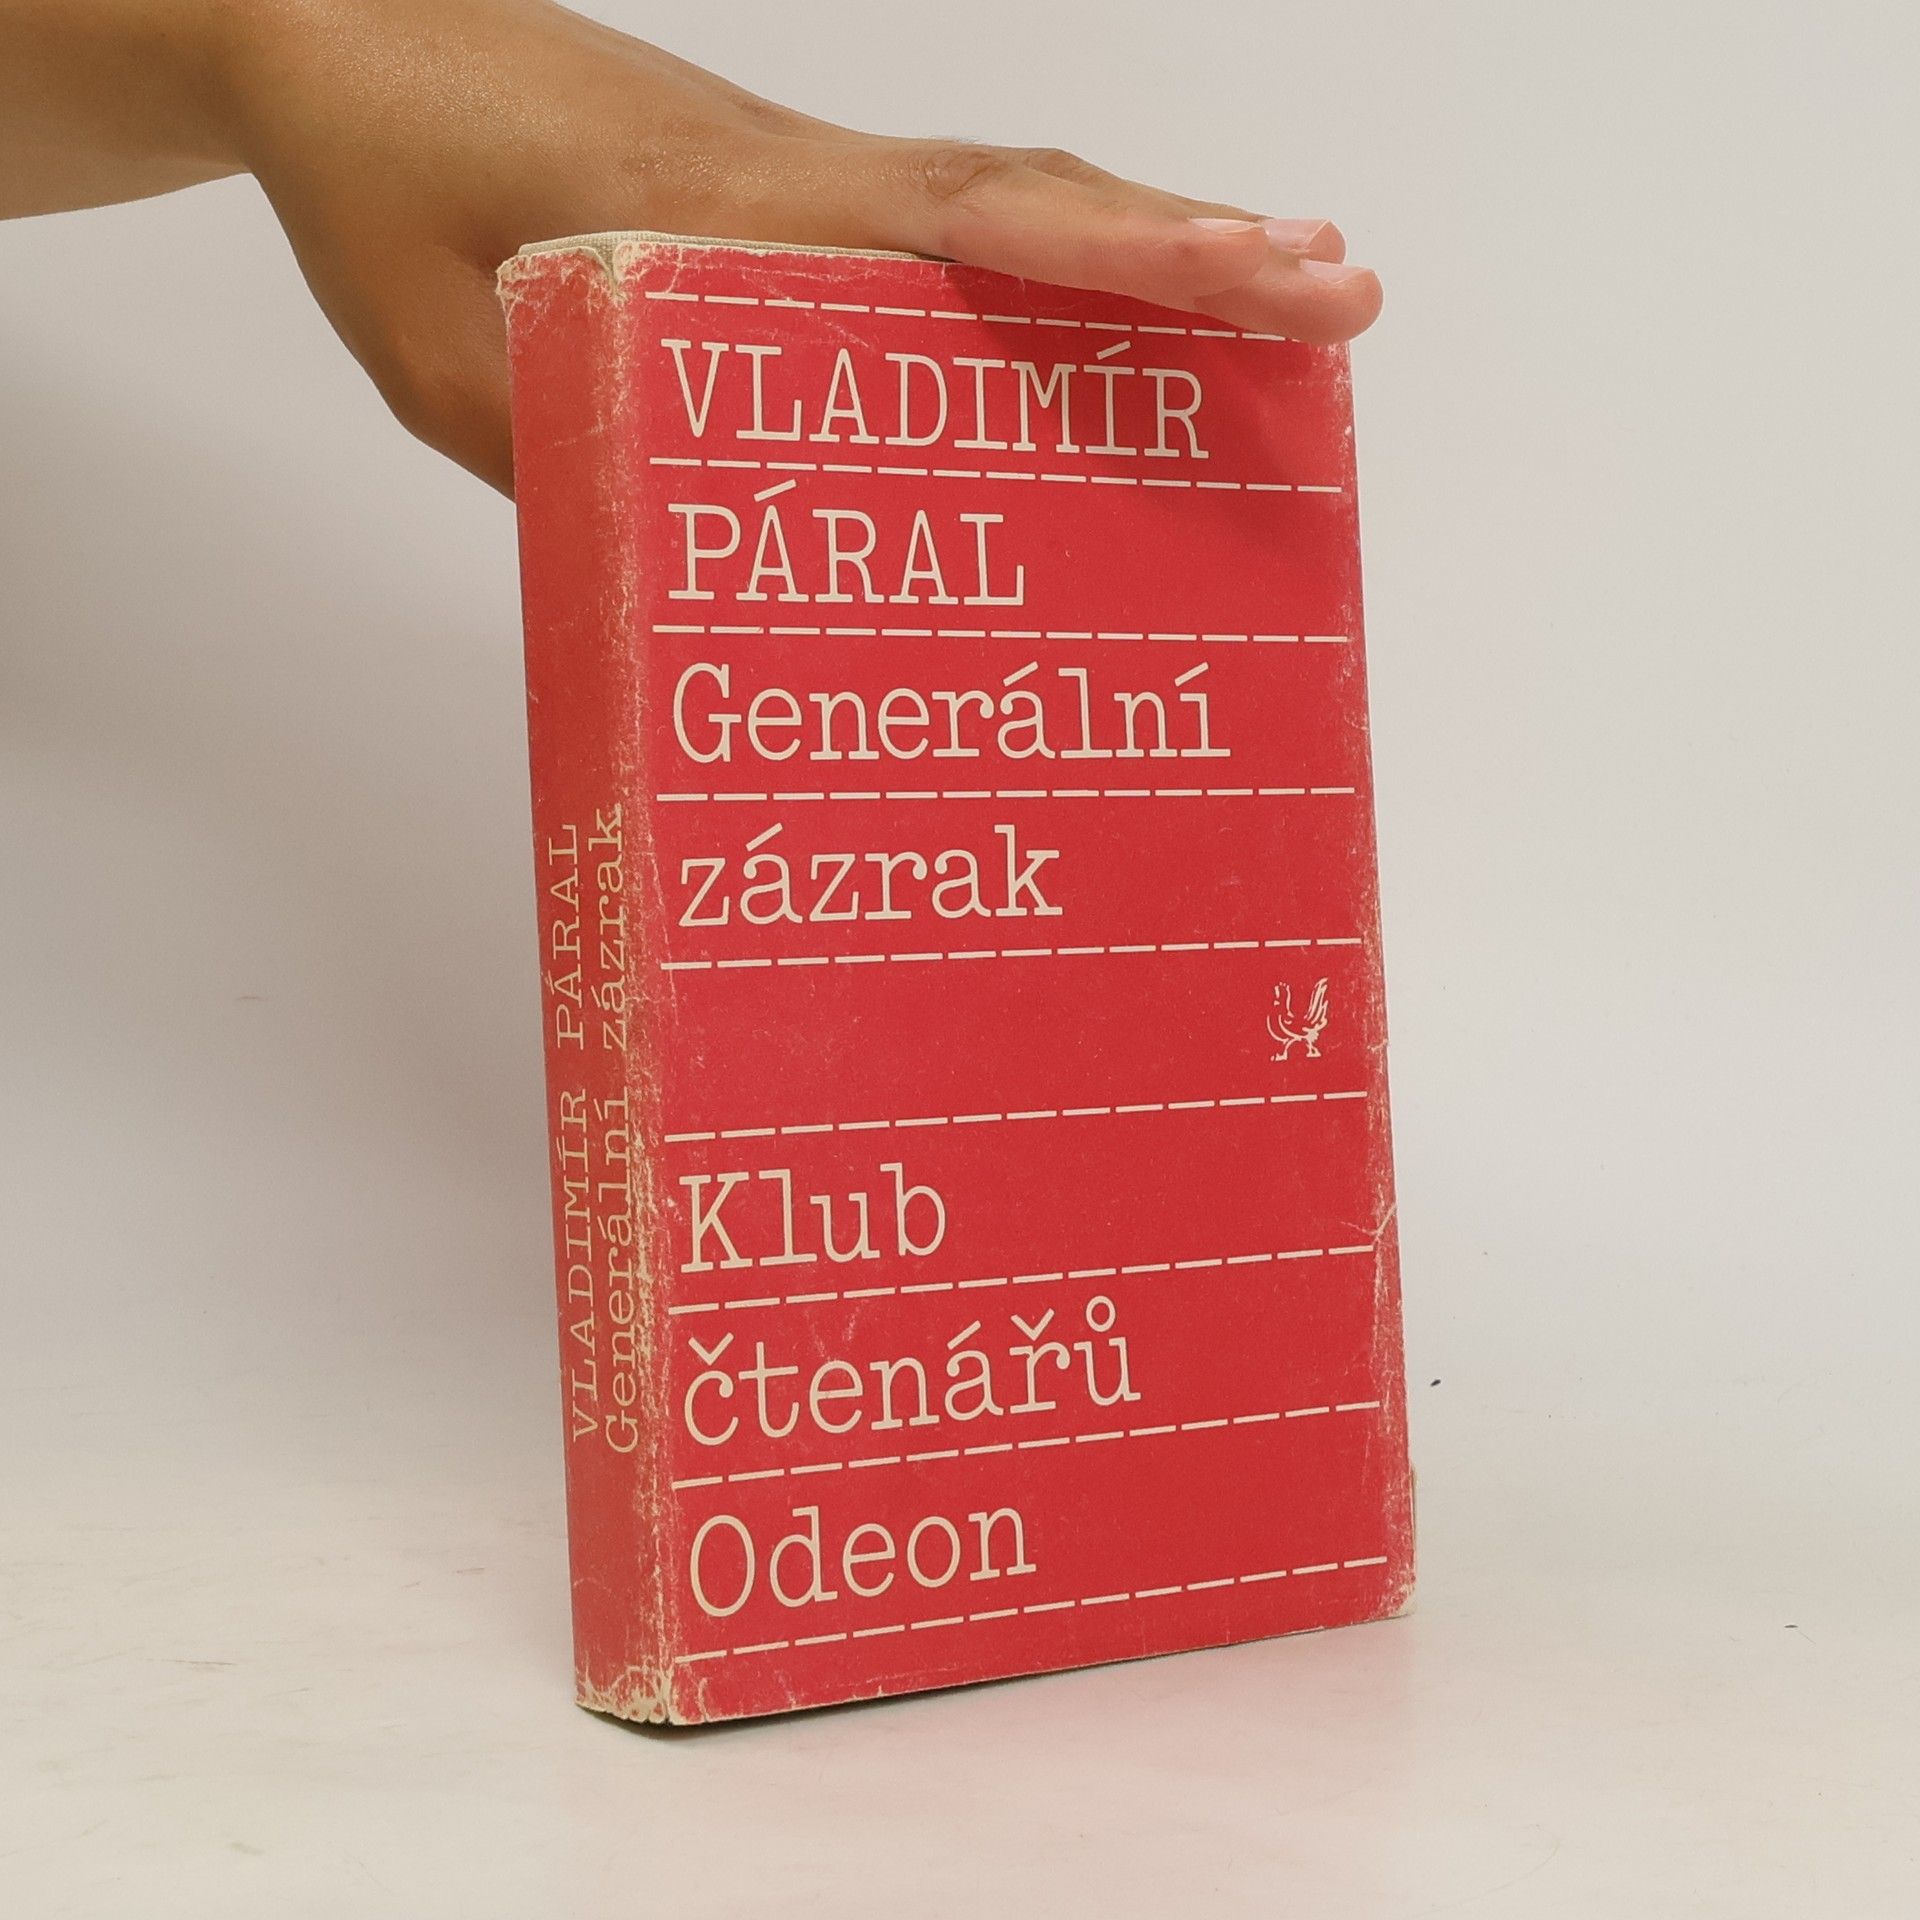 VLADIMÍR
PÁRAL
Generální
zázrak
Klub
čtenářů
Odeon
VLADIMÍR PÁRAL
Generální zázrak